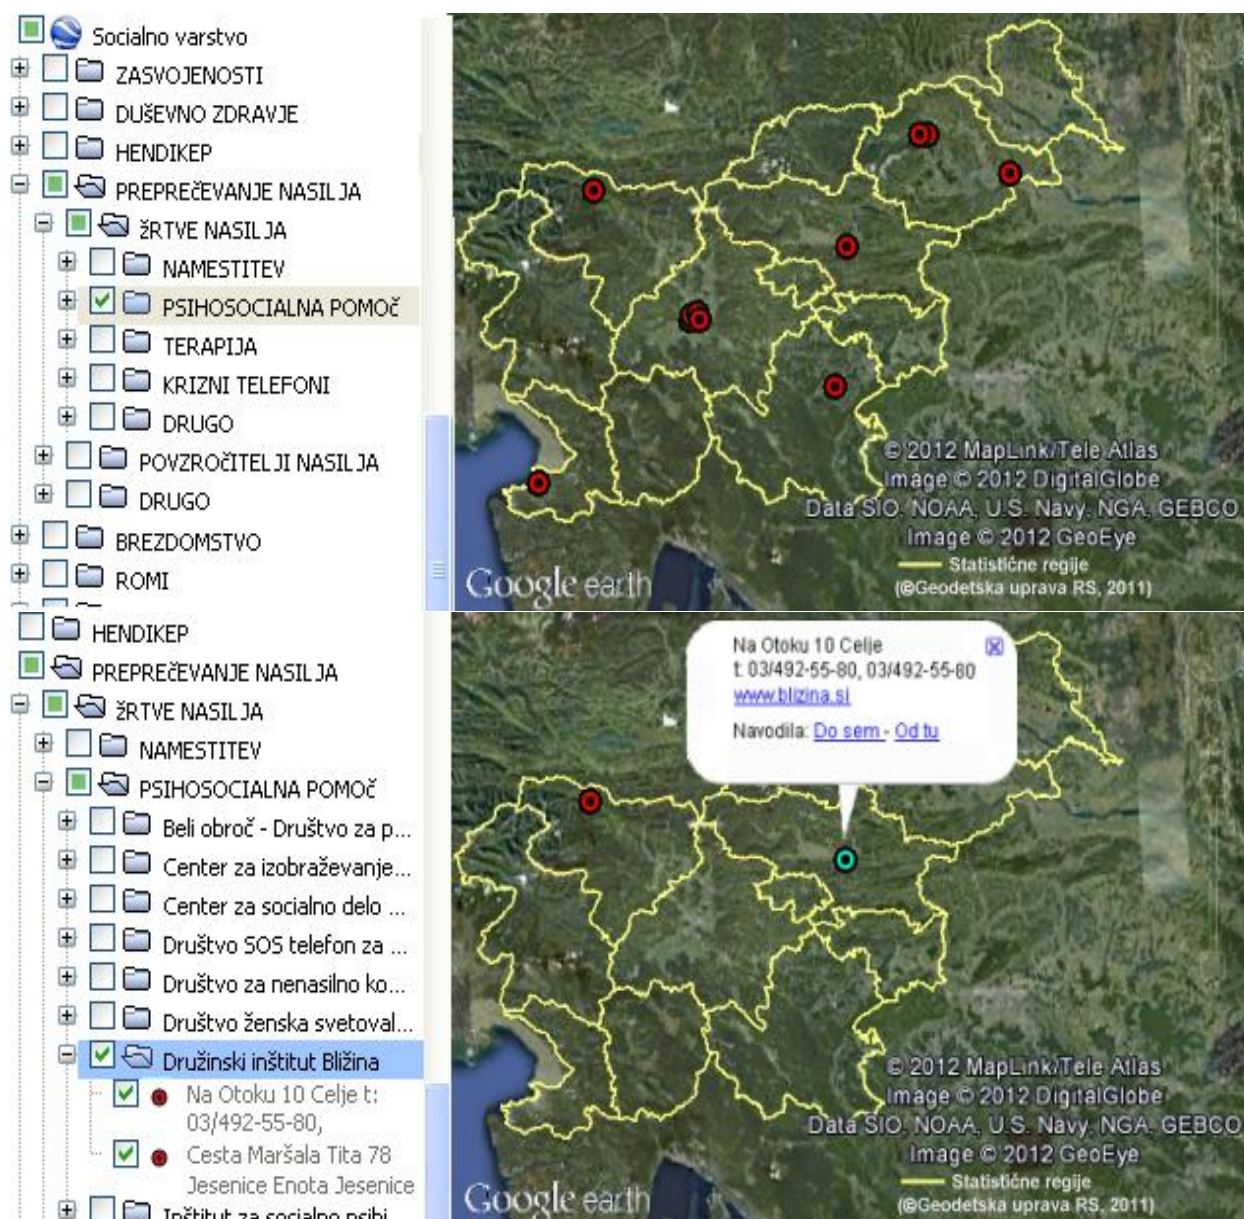 Socialno varstvo
ZASVOJENOSTI
DUŠEVNO ZDRAVJE
HENDIKEP
PREPREČEVANJE NASILJA
ŽRTVE NASILJA
NAMESTITEV
PSIHOSOCIALNA POMOČ
TERAPIJA
KRIZNI TELEFONI
DRUGO
POVZROČITELJI NASILJA
DRUGO
BREZDOMSTVO
ROMI
© 2012 MapLink/Tele Atlas
Image © 2012 DigitalGlobe
Data SIO, NOAA, U.S. Navy, NGA, GEBCO
Image © 2012 GeoEye
Statistične regije
(©Geodetska uprava RS, 2011)
Google earth
HENDIKEP
PREPREČEVANJE NASILJA
ŽRTVE NASILJA
NAMESTITEV
PSIHOSOCIALNA POMOČ
Beli obroč - Društvo za p...
Center za izobraževanje...
Center za socialno delo ...
Društvo SOS telefon za ...
Društvo za nenasilno ko...
Društvo ženska svetoval...
Družinski inštitut Bližina
Na Otoku 10 Celje t:
03/492-55-80,
Cesta Maršala Tita 78
Jesenice Enota Jesenice
Inštitut za socialno psihi
Na Otoku 10 Celje
t: 03/492-55-80, 03/492-55-80
www.blizina.si
Navodila: Do sem - Od tu
© 2012 MapLink/Tele Atlas
Image © 2012 DigitalGlobe
Data SIO, NOAA, U.S. Navy, NGA, GEBCO
Image © 2012 GeoEye
Statistične regije
(©Geodetska uprava RS, 2011)
Google earth